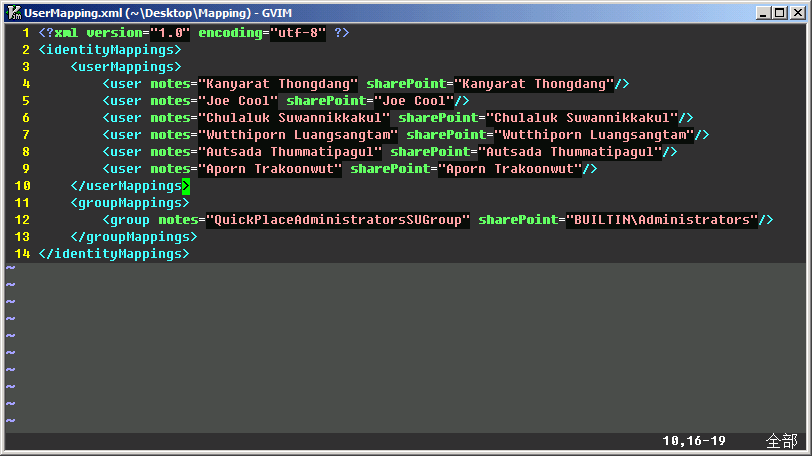 UserMapping.xml (~\Desktop\Mapping) - GVIM
1 <?xml version="1.0" encoding="utf-8" ?>
2 <identityMappings>
3     <userMappings>
4         <user notes="Kanyarat Thongdang" sharePoint="Kanyarat Thongdang"/>
5         <user notes="Joe Cool" sharePoint="Joe Cool"/>
6         <user notes="Chulaluk Suwannikkakul" sharePoint="Chulaluk Suwannikkakul"/>
7         <user notes="Wutthiporn Luangsangtam" sharePoint="Wutthiporn Luangsangtam"/>
8         <user notes="Autsada Thummatipagul" sharePoint="Autsada Thummatipagul"/>
9         <user notes="Aporn Trakoonwut" sharePoint="Aporn Trakoonwut"/>
10     </userMappings>
11     <groupMappings>
12         <group notes="QuickPlaceAdministratorsSUGroup" sharePoint="BUILTIN\Administrators"/>
13     </groupMappings>
14 </identityMappings>
~
~
~
~
~
~
~
~
~
~
10,16-19 全部